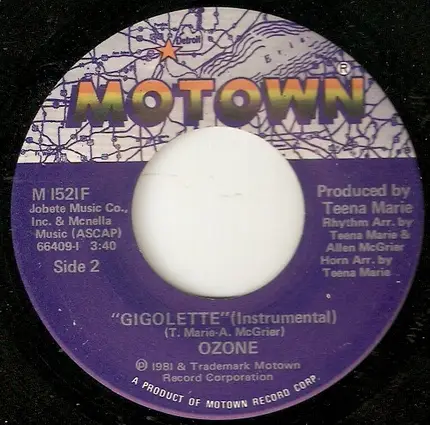 Detroit
Erie
MOTOWN®
M 1521F
Jobete Music Co.,
Inc. & Mcnella
Music (ASCAP)
66409-1 3:40
Side 2
Produced by
Teena Marie
Rhythm Arr. by
Teena Marie &
Allen McGrier
Horn Arr. by
Teena Marie
"GIGOLETTE" (Instrumental)
(T. Marie-A. McGrier)
OZONE
℗ 1981 & Trademark Motown
Record Corporation
A PRODUCT OF MOTOWN RECORD CORP.